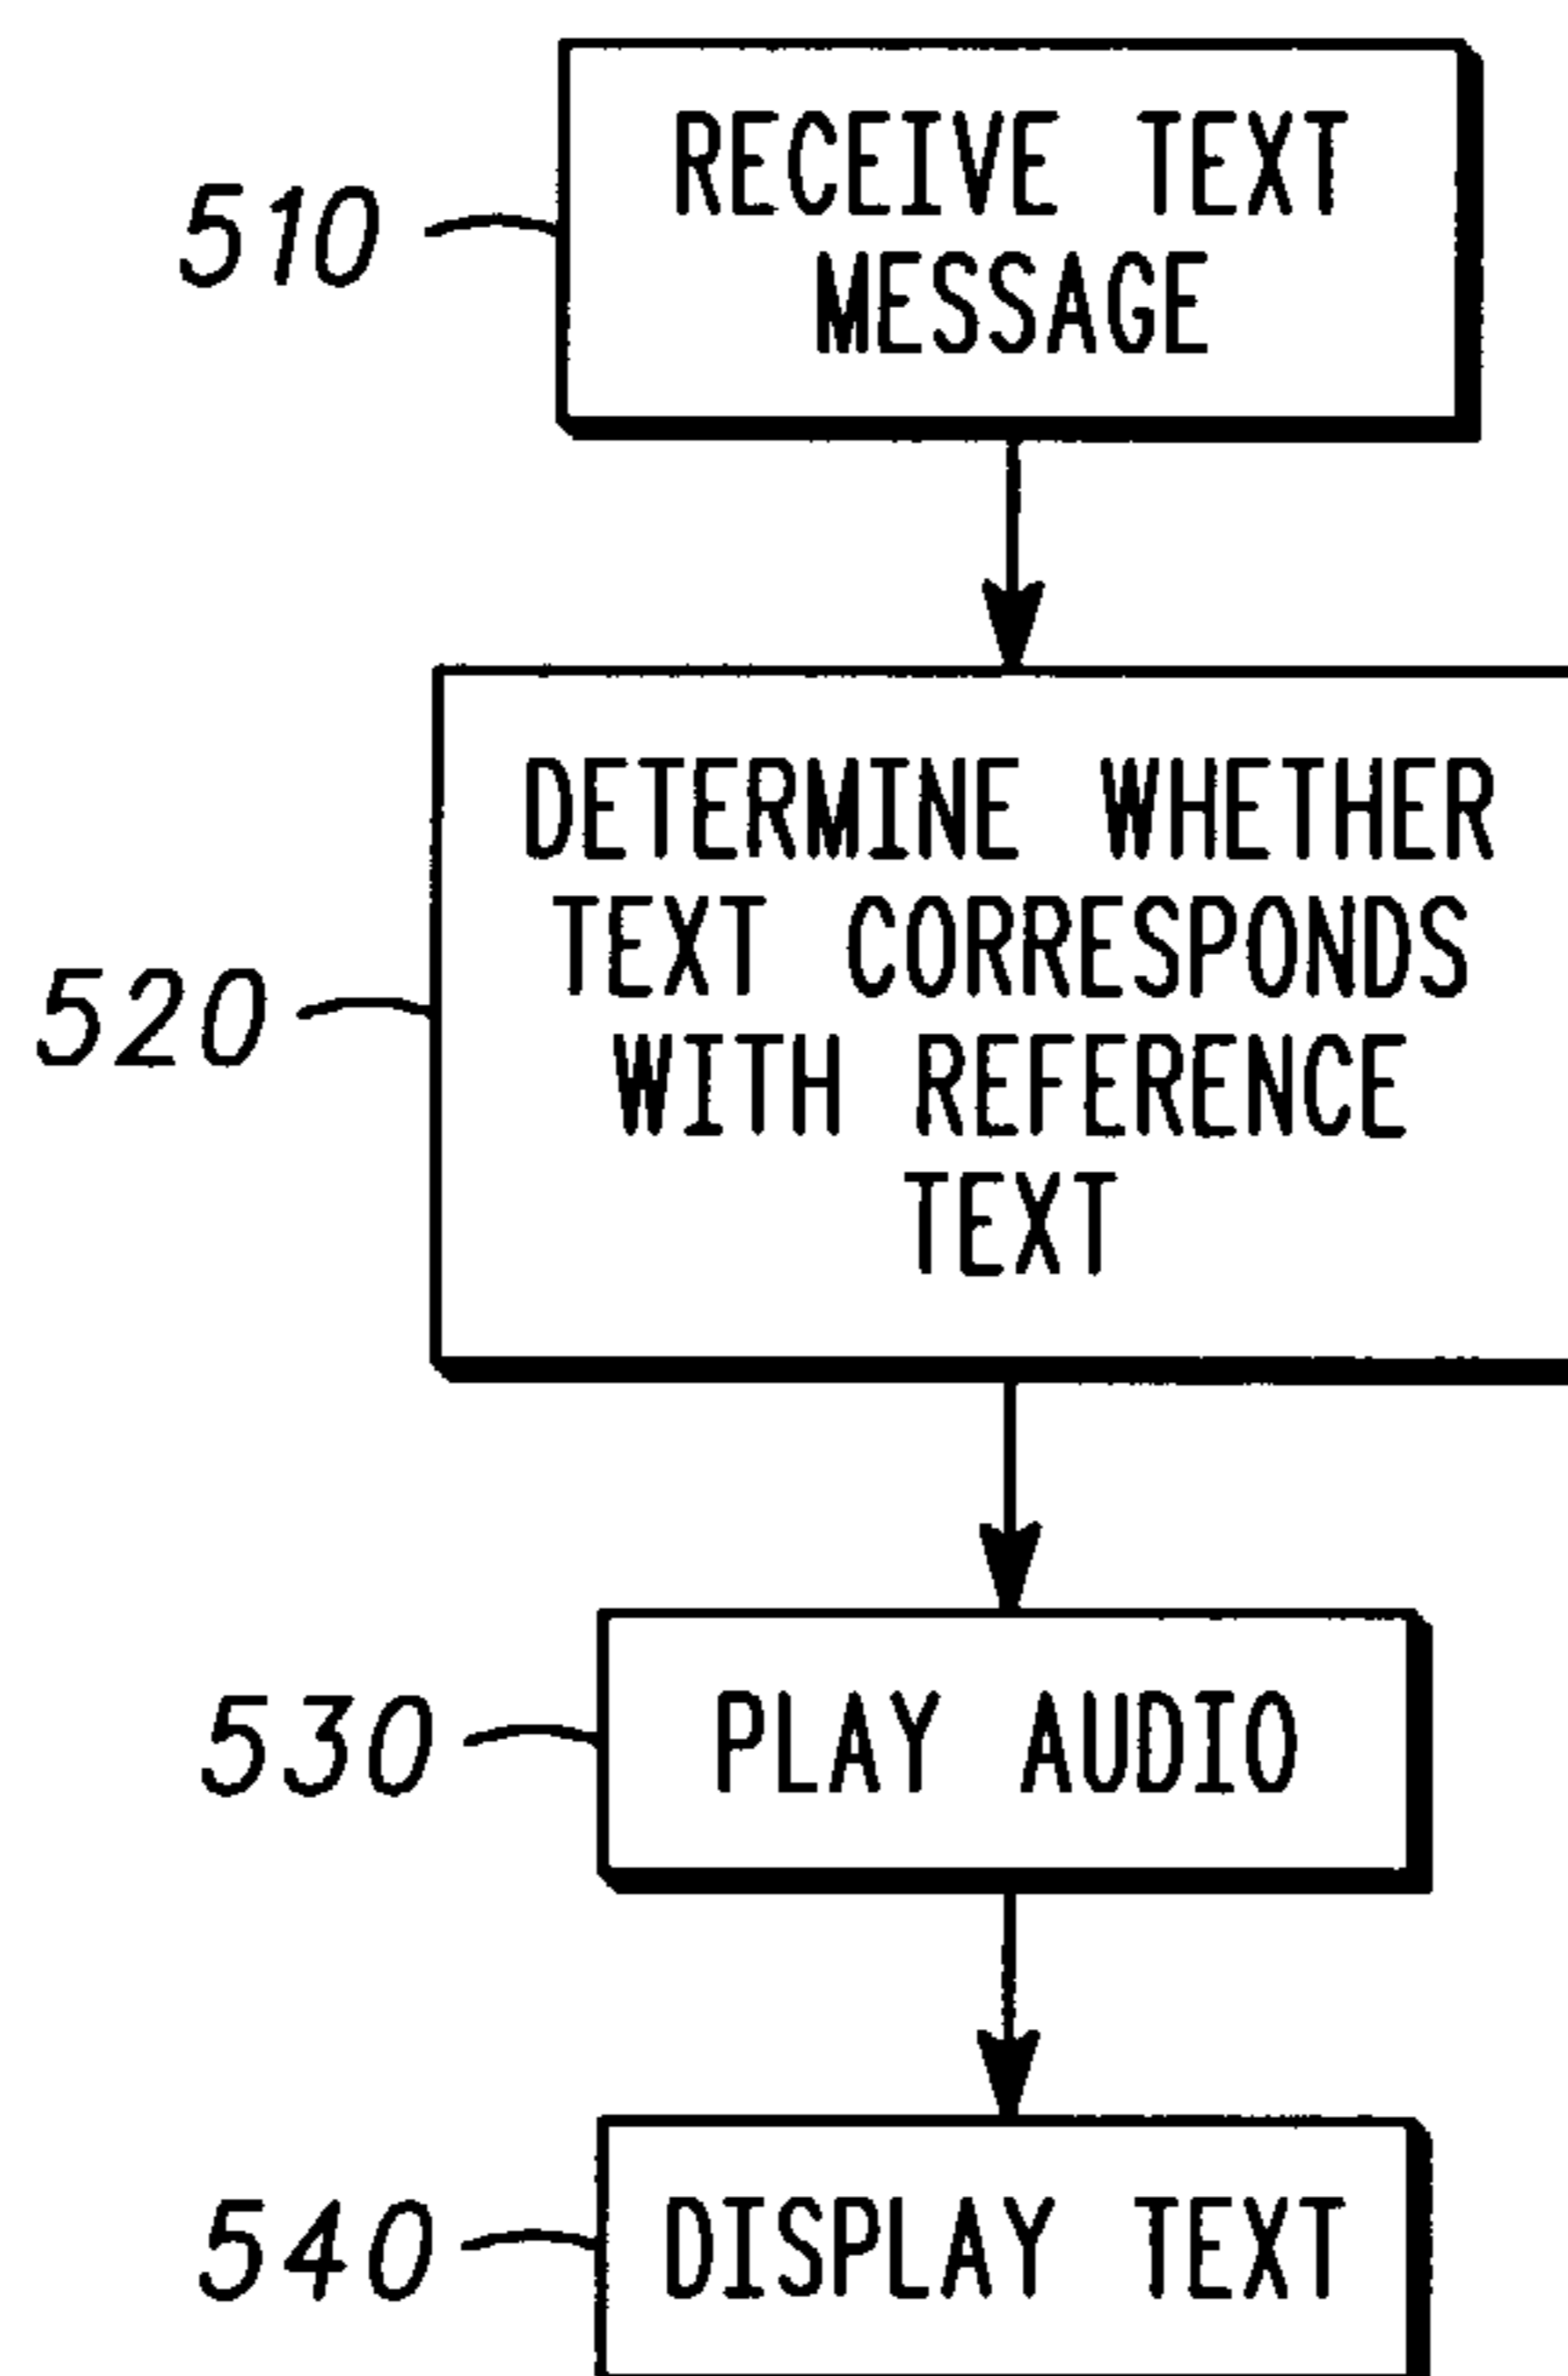 RECEIVE TEXT
510
MESSAGE
DETERMINE WHETHER
TEXT CORRESPONDS
520
WITH REFERENCE
TEXT
530
PLAY AUDIO
540
DISPLAY TEXT